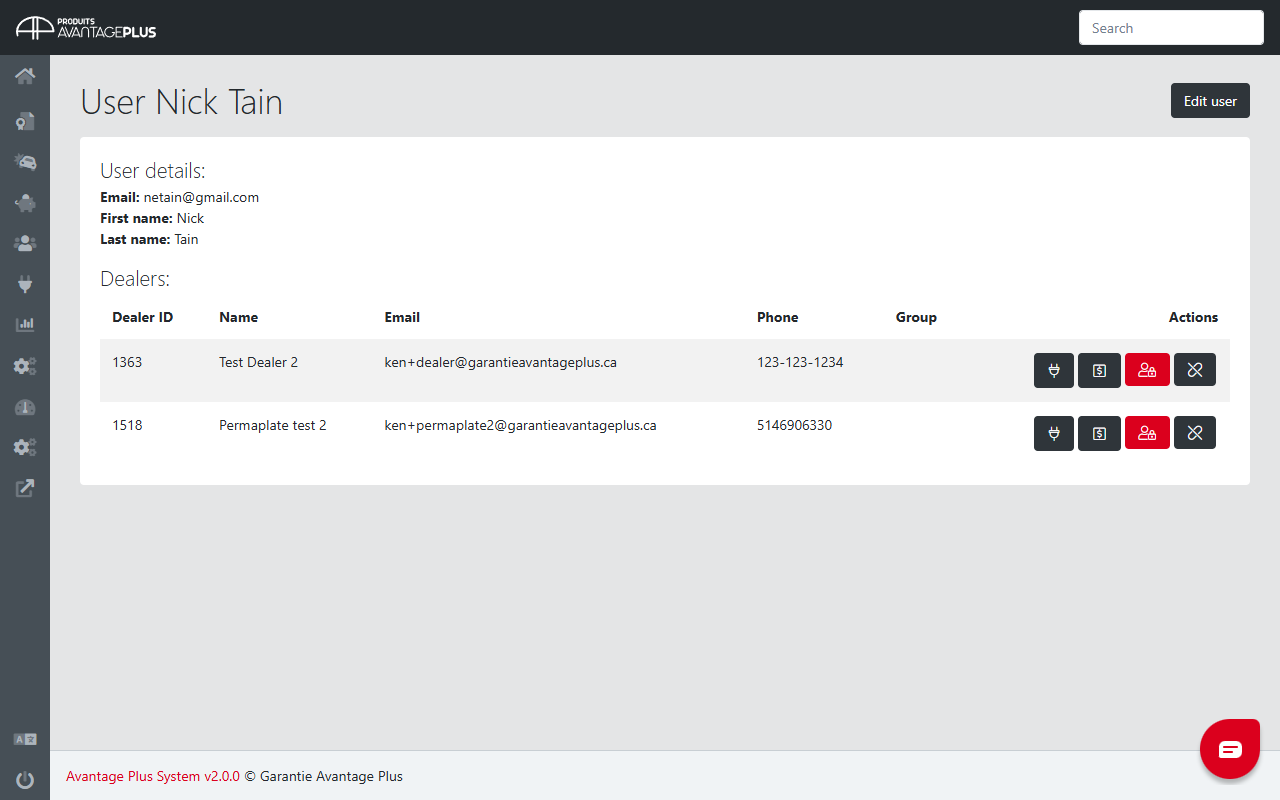 PRODUITS
AVANTAGEPLUS
Search
User Nick Tain
Edit user
User details:
Email: netain@gmail.com
First name: Nick
Last name: Tain
Dealers:
Dealer ID Name Email Phone Group Actions
1363 Test Dealer 2 ken+dealer@garantieavantageplus.ca 123-123-1234
1518 Permaplate test 2 ken+permaplate2@garantieavantageplus.ca 5146906330
Avantage Plus System v2.0.0 © Garantie Avantage Plus